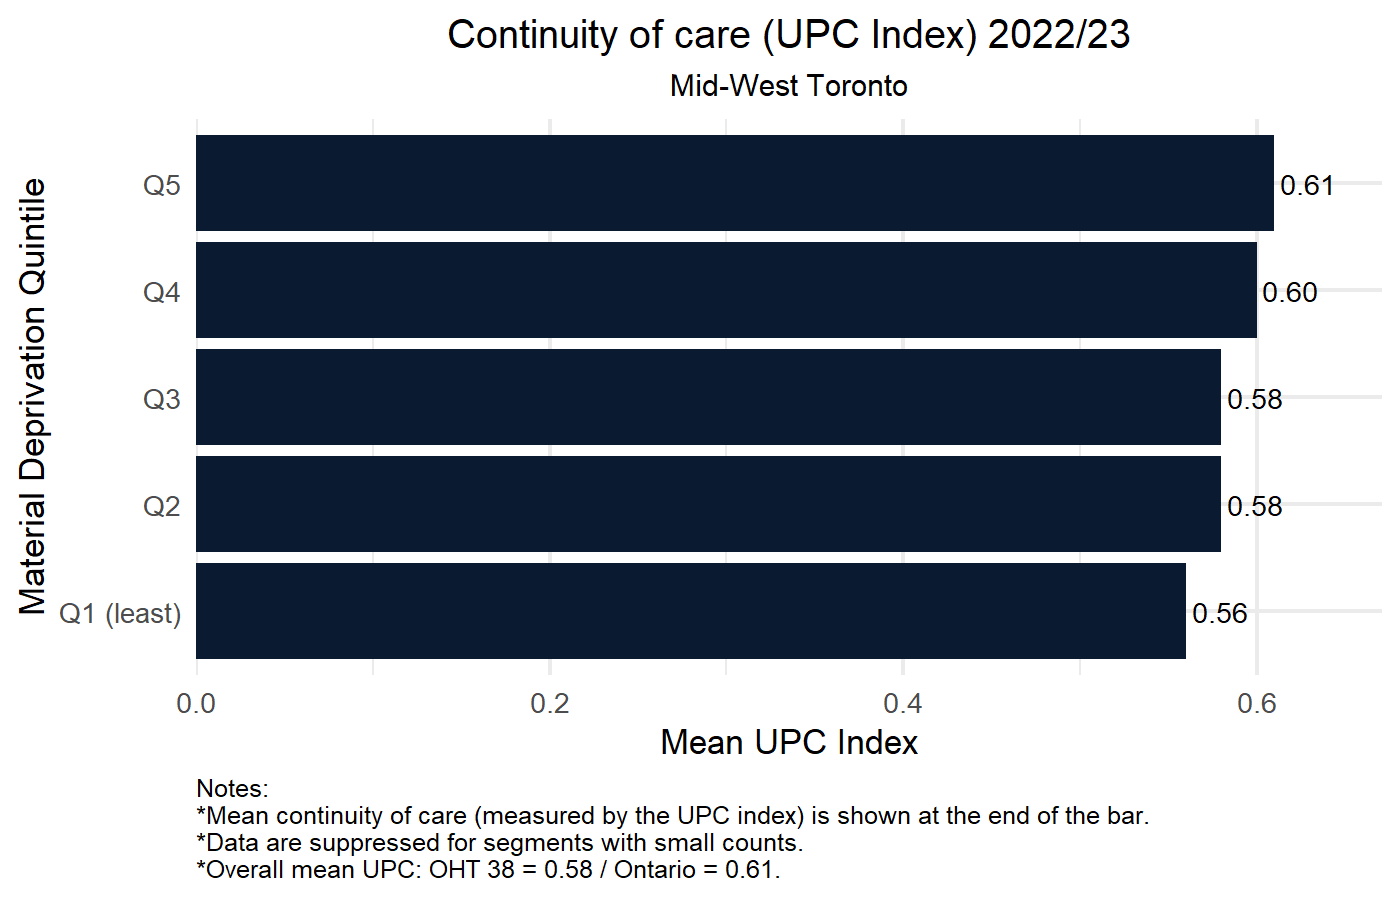 Continuity of care (UPC Index) 2022/23
Mid-West Toronto
Material Deprivation Quintile
Q5
0.61
Q4
0.60
Q3
0.58
Q2
0.58
Q1 (least)
0.56
0.0
0.2
0.4
0.6
Mean UPC Index
Notes:
*Mean continuity of care (measured by the UPC index) is shown at the end of the bar.
*Data are suppressed for segments with small counts.
*Overall mean UPC: OHT 38 = 0.58 / Ontario = 0.61.